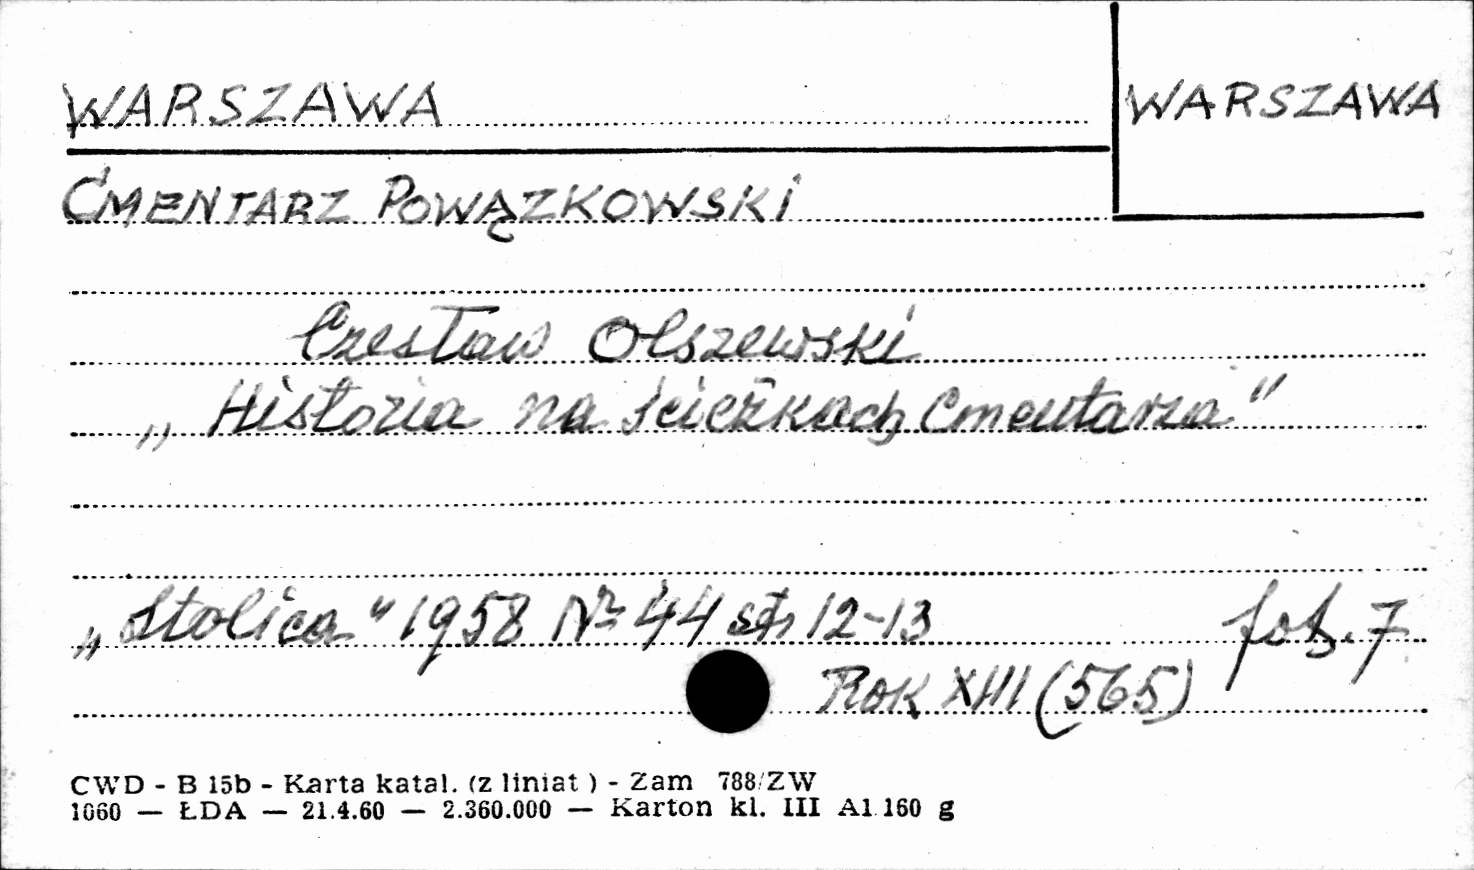 WARSZAWA
WARSZAWA
CMENTARZ POWĄZKOWSKI
Czesław Olszewski
„Historia na ścieżkach Cmentarza"
„Stolica" 1958 Nr 44 str. 12-13 fot. 7
Rok XIII (565)
CWD - B 15b - Karta katal. (z liniat ) - Zam 788/ZW
1060 — ŁDA — 21.4.60 — 2.360.000 — Karton kl. III A1 160 g